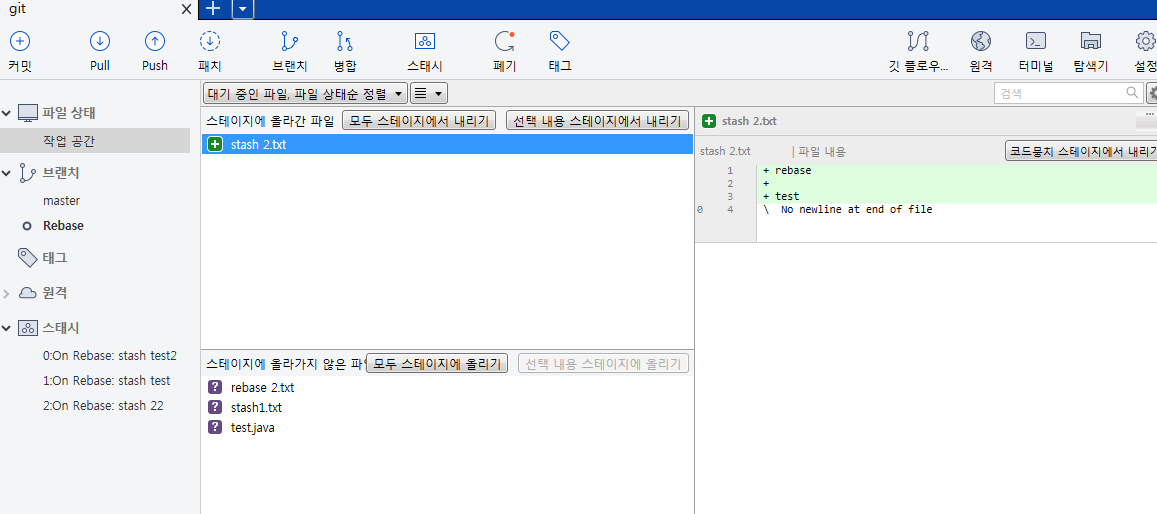 git
커밋
Pull
Push
패치
브랜치
병합
스태시
폐기
태그
깃 플로우...
원격
터미널
탐색기
설정
파일 상태
작업 공간
브랜치
master
Rebase
태그
원격
스태시
0:On Rebase: stash test2
1:On Rebase: stash test
2:On Rebase: stash 22
대기 중인 파일, 파일 상태순 정렬
검색
스테이지에 올라간 파일
모두 스테이지에서 내리기
선택 내용 스테이지에서 내리기
stash 2.txt
스테이지에 올라가지 않은 파일
모두 스테이지에 올리기
선택 내용 스테이지에 올리기
rebase 2.txt
stash1.txt
test.java
stash 2.txt
stash 2.txt | 파일 내용
코드뭉치 스테이지에서 내리기
1 + rebase
2 +
3 + test
0 4 \ No newline at end of file